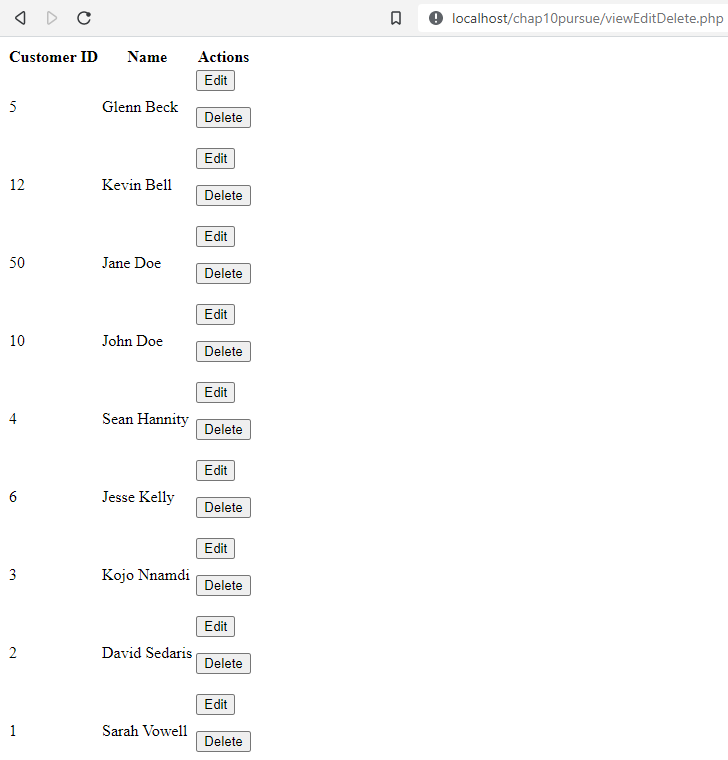 localhost/chap10pursue/viewEditDelete.php
Customer ID Name Actions
Edit
5 Glenn Beck
Delete
Edit
12 Kevin Bell
Delete
Edit
50 Jane Doe
Delete
Edit
10 John Doe
Delete
Edit
4 Sean Hannity
Delete
Edit
6 Jesse Kelly
Delete
Edit
3 Kojo Nnamdi
Delete
Edit
2 David Sedaris
Delete
Edit
1 Sarah Vowell
Delete